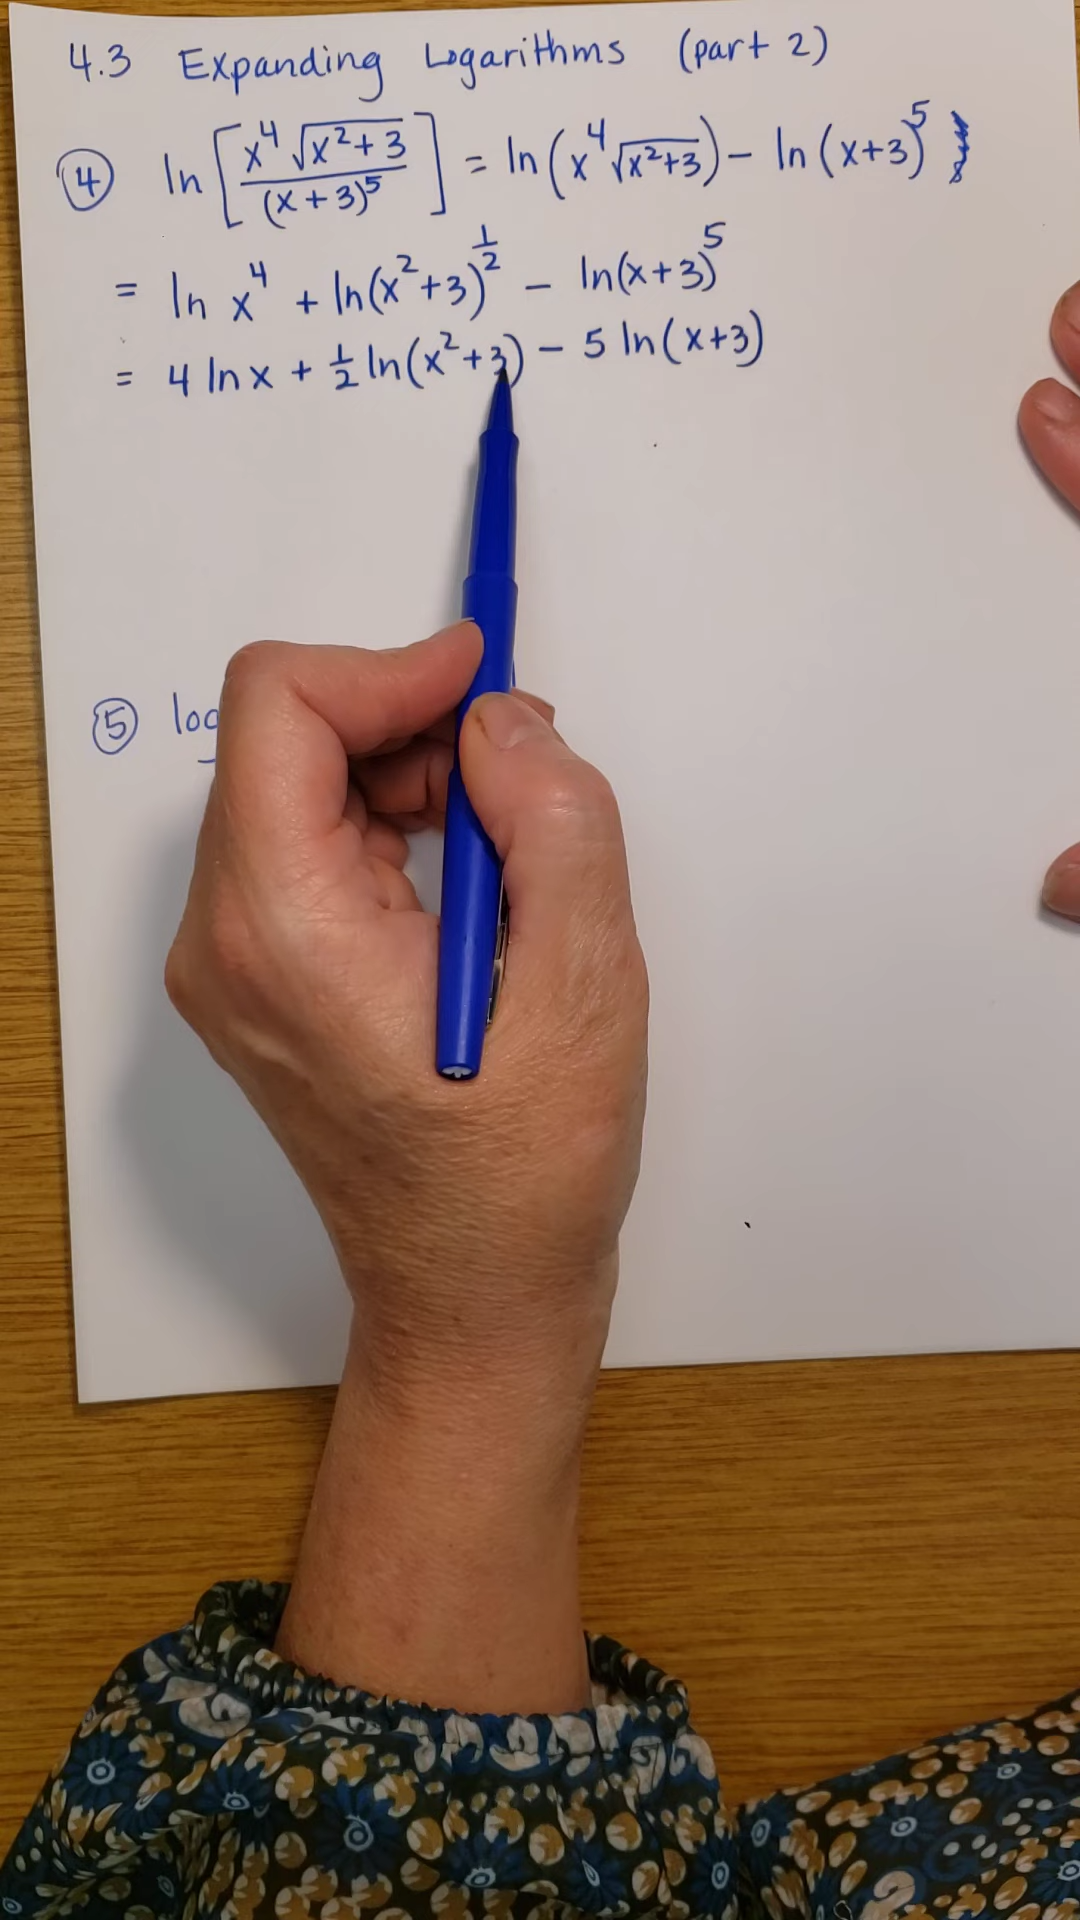 4.3 Expanding Logarithms (part 2)
④ ln [x⁴ √(x²+3) / (x+3)⁵] = ln(x⁴√(x²+3)) − ln(x+3)⁵
= ln x⁴ + ln(x²+3)^(1/2) − ln(x+3)⁵
= 4 ln x + 1/2 ln(x²+3) − 5 ln(x+3)
⑤ log